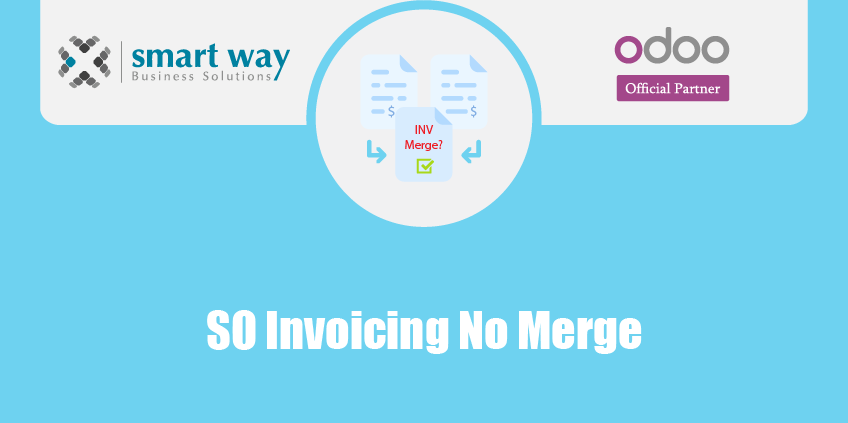 smart way
Business Solutions
odoo
Official Partner
$
$
INV
Merge?
SO Invoicing No Merge